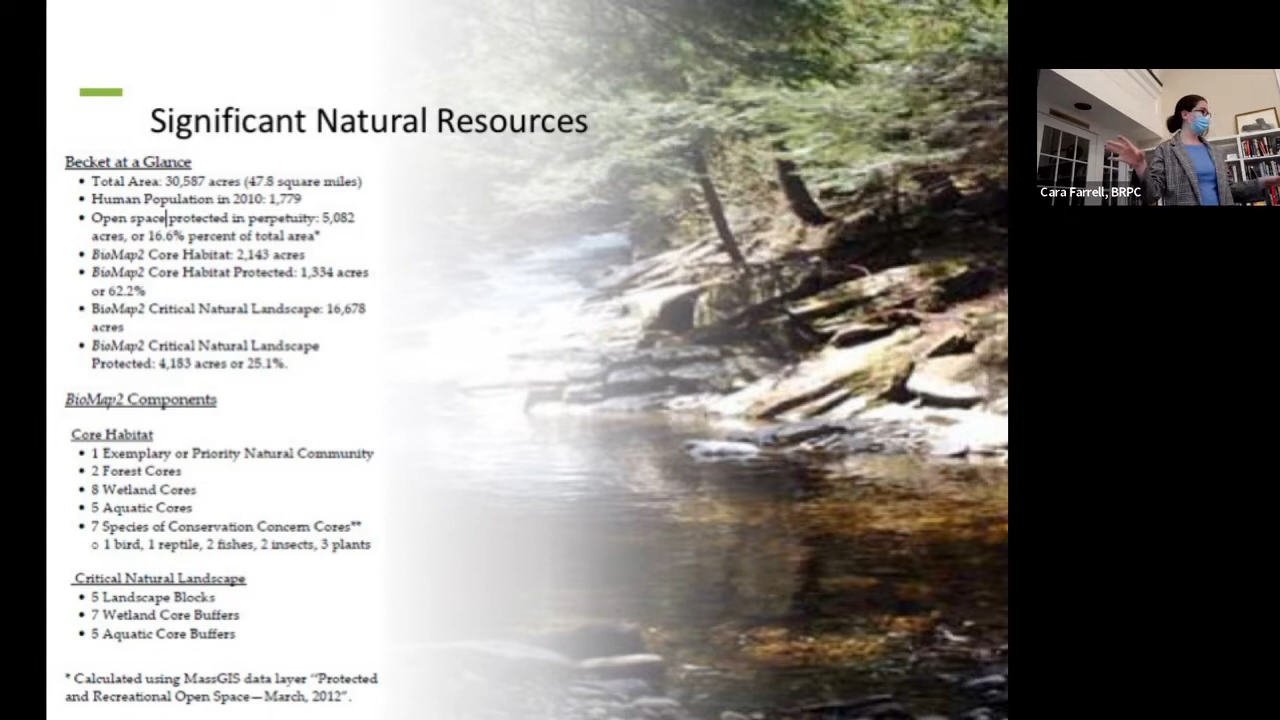 Significant Natural Resources
Becket at a Glance
• Total Area: 30,587 acres (47.8 square miles)
• Human Population in 2010: 1,779
• Open space protected in perpetuity: 5,082
acres, or 16.6% percent of total area*
• BioMap2 Core Habitat: 2,143 acres
• BioMap2 Core Habitat Protected: 1,334 acres
or 62.2%
• BioMap2 Critical Natural Landscape: 16,678
acres
• BioMap2 Critical Natural Landscape
Protected: 4,183 acres or 25.1%.
BioMap2 Components
Core Habitat
• 1 Exemplary or Priority Natural Community
• 2 Forest Cores
• 8 Wetland Cores
• 5 Aquatic Cores
• 7 Species of Conservation Concern Cores**
o 1 bird, 1 reptile, 2 fishes, 2 insects, 3 plants
Critical Natural Landscape
• 5 Landscape Blocks
• 7 Wetland Core Buffers
• 5 Aquatic Core Buffers
* Calculated using MassGIS data layer “Protected
and Recreational Open Space—March, 2012”.
Cara Farrell, BRPC